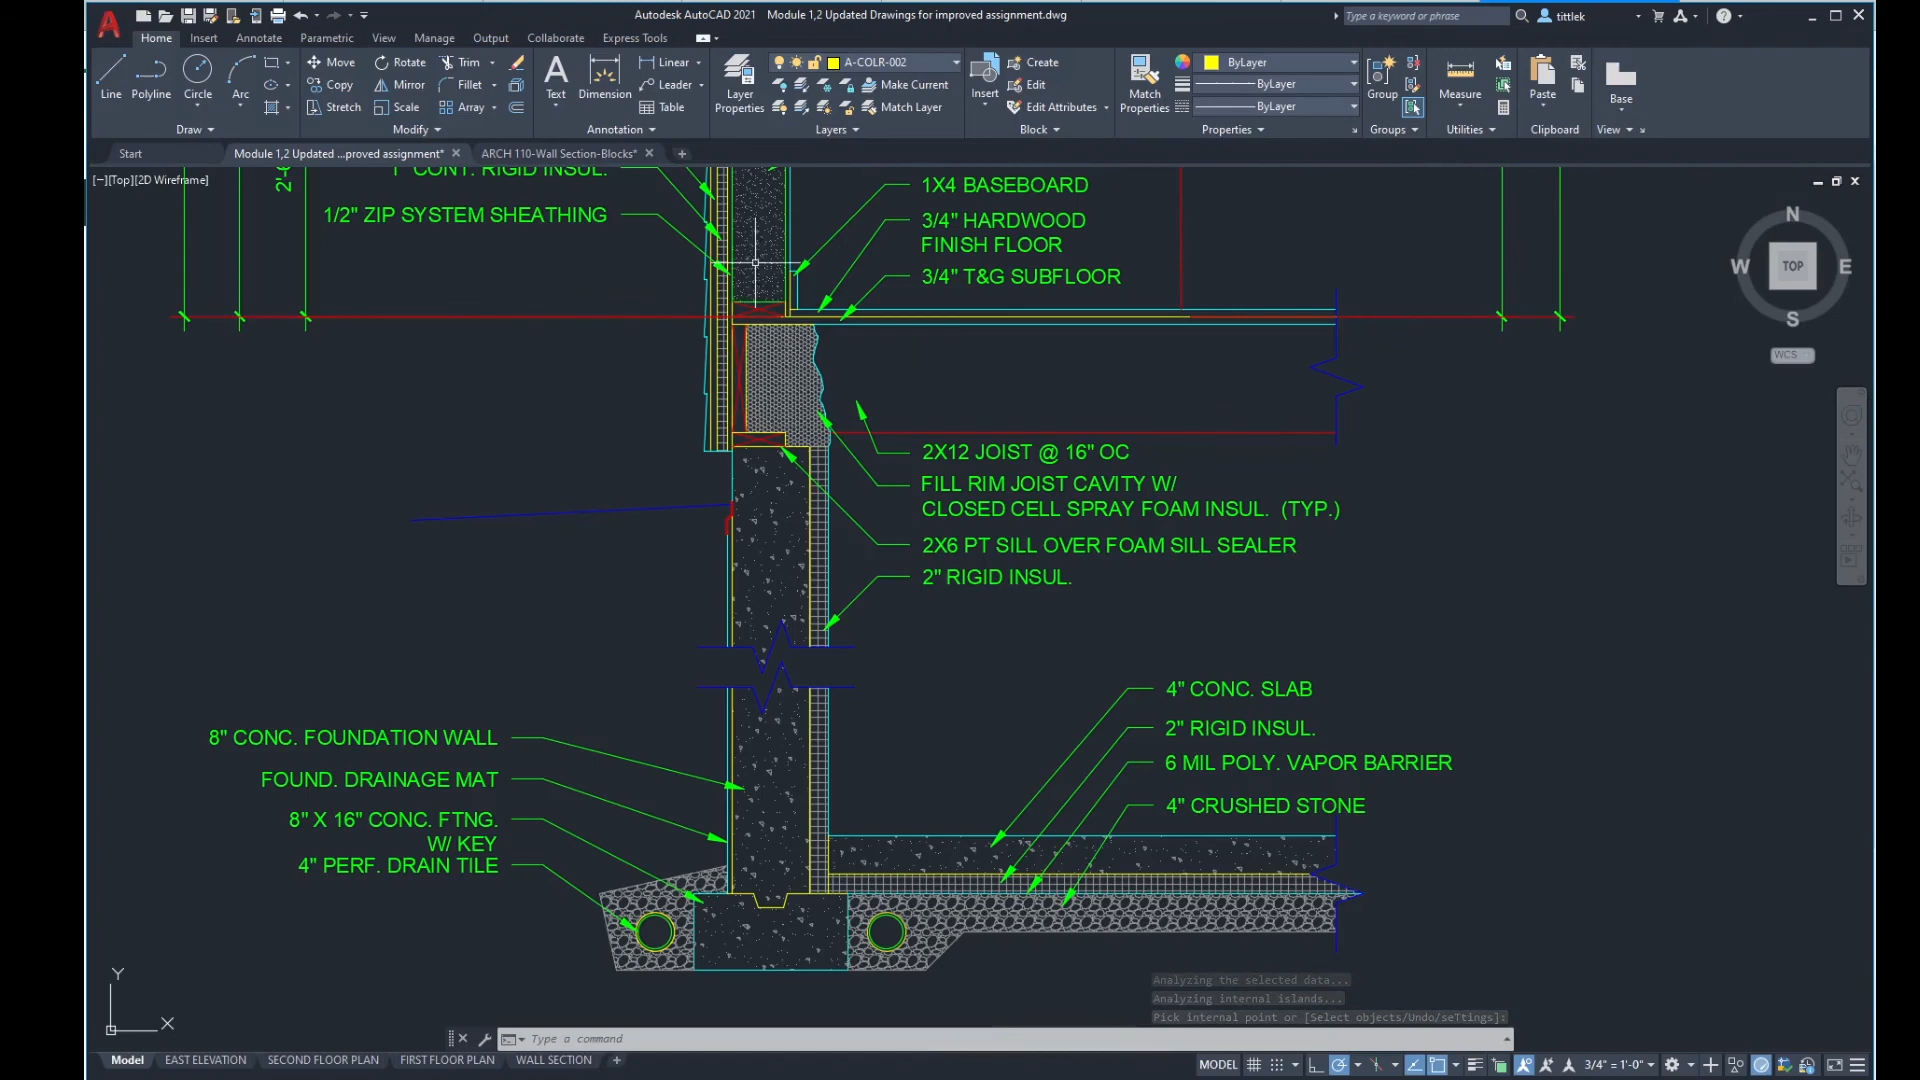 Autodesk AutoCAD 2021 Module 1,2 Updated Drawings for improved assignment.dwg
Type a keyword or phrase
tittlek
Home Insert Annotate Parametric View Manage Output Collaborate Express Tools
Line Polyline Circle Arc
Move Rotate Trim
Copy Mirror Fillet
Stretch Scale Array
Text Dimension
Linear
Leader
Table
Layer Properties
A-COLR-002
Make Current
Match Layer
Insert
Create
Edit
Edit Attributes
Match Properties
ByLayer
ByLayer
ByLayer
Group Measure Paste Base
Draw Modify Annotation Layers Block Properties Groups Utilities Clipboard View
Start Module 1,2 Updated ...proved assignment* ARCH 110-Wall Section-Blocks*
[−][Top][2D Wireframe]
1" CONT. RIGID INSUL.
1/2" ZIP SYSTEM SHEATHING
1X4 BASEBOARD
3/4" HARDWOOD
FINISH FLOOR
3/4" T&G SUBFLOOR
N
W TOP E
S
WCS
2X12 JOIST @ 16" OC
FILL RIM JOIST CAVITY W/
CLOSED CELL SPRAY FOAM INSUL. (TYP.)
2X6 PT SILL OVER FOAM SILL SEALER
2" RIGID INSUL.
4" CONC. SLAB
2" RIGID INSUL.
6 MIL POLY. VAPOR BARRIER
4" CRUSHED STONE
8" CONC. FOUNDATION WALL
FOUND. DRAINAGE MAT
8" X 16" CONC. FTNG.
W/ KEY
4" PERF. DRAIN TILE
Y
X
Analyzing the selected data...
Analyzing internal islands...
Pick internal point or [Select objects/Undo/seTtings]:
Type a command
Model EAST ELEVATION SECOND FLOOR PLAN FIRST FLOOR PLAN WALL SECTION
MODEL 3/4" = 1'-0"